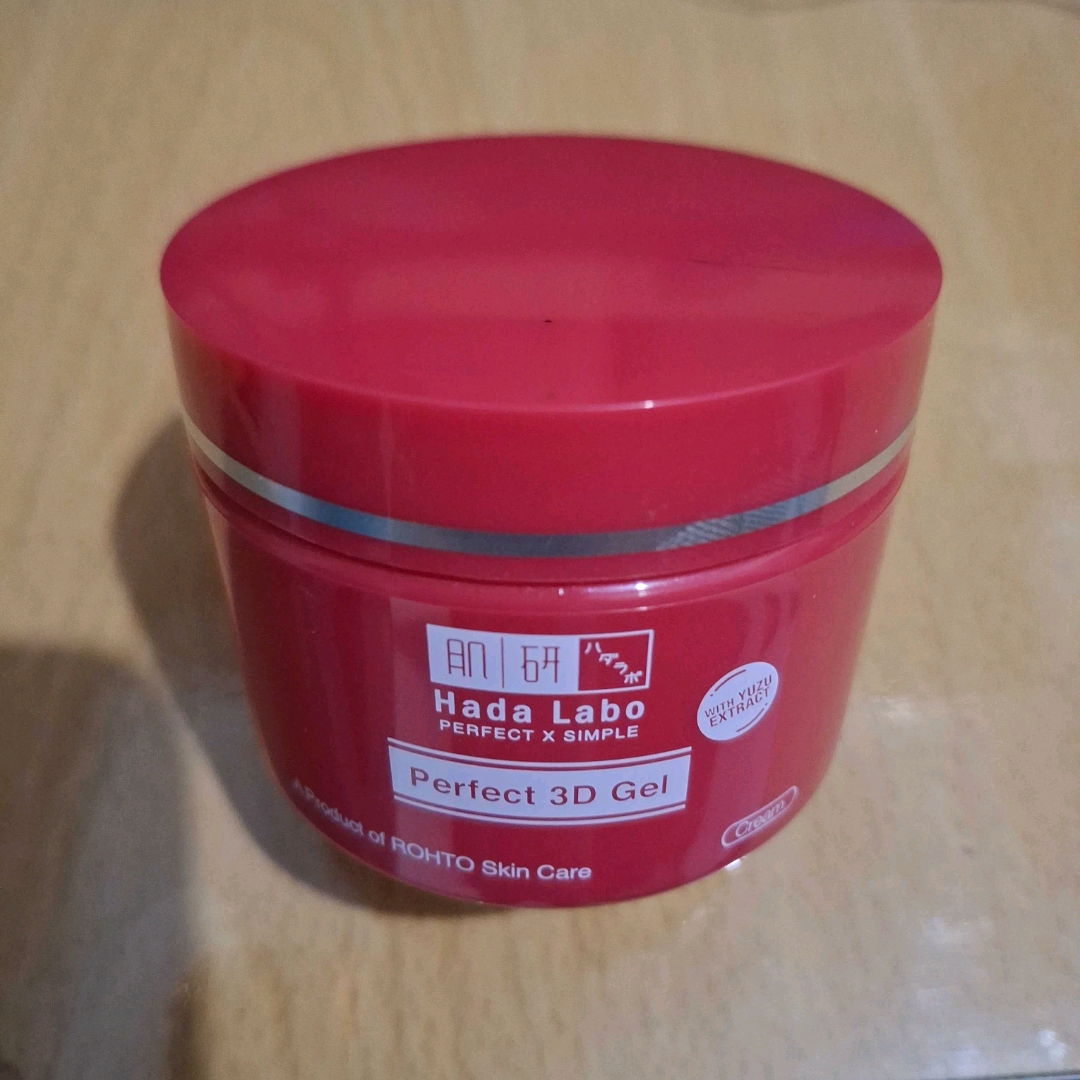 肌研 ハダラボ
Hada Labo
PERFECT X SIMPLE
WITH YUZU
EXTRACT
Perfect 3D Gel
Cream
A Product of ROHTO Skin Care